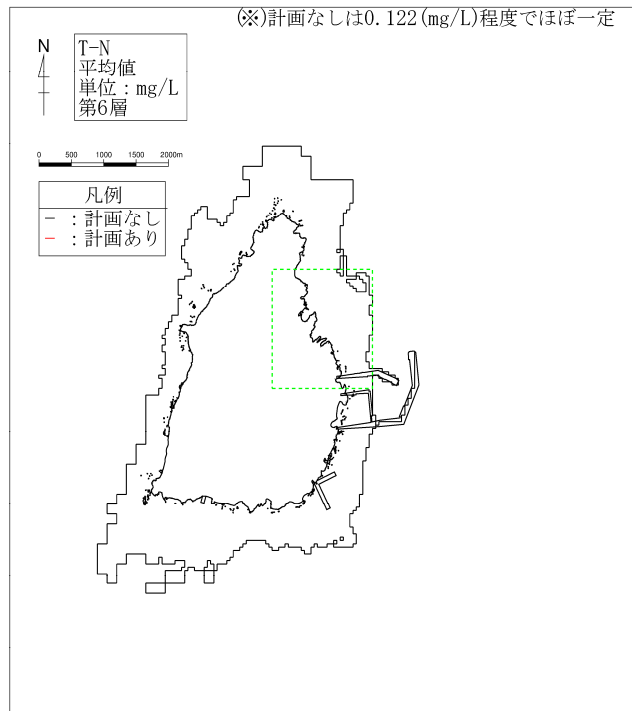 (※)計画なしは0.122(mg/L)程度でほぼ一定
N
T-N
平均値
単位：mg/L
第6層
0 500 1000 1500 2000m
凡例
－ ：計画なし
－ ：計画あり